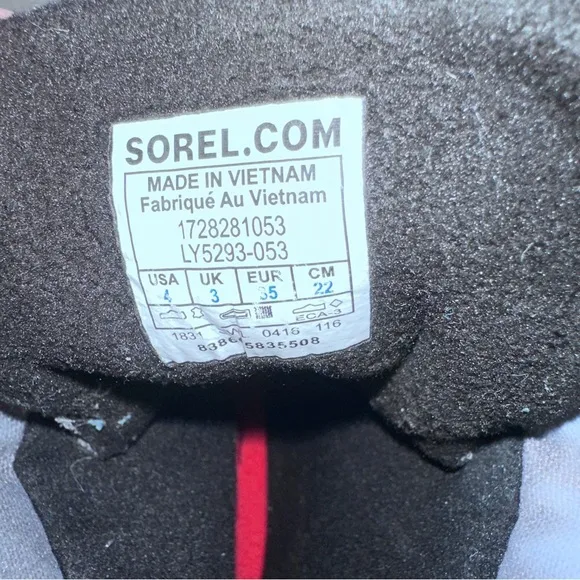 SOREL.COM
MADE IN VIETNAM
Fabriqué Au Vietnam
1728281053
LY5293-053
USA UK EUR CM
4 3 35 22
ECA-3
0416 116